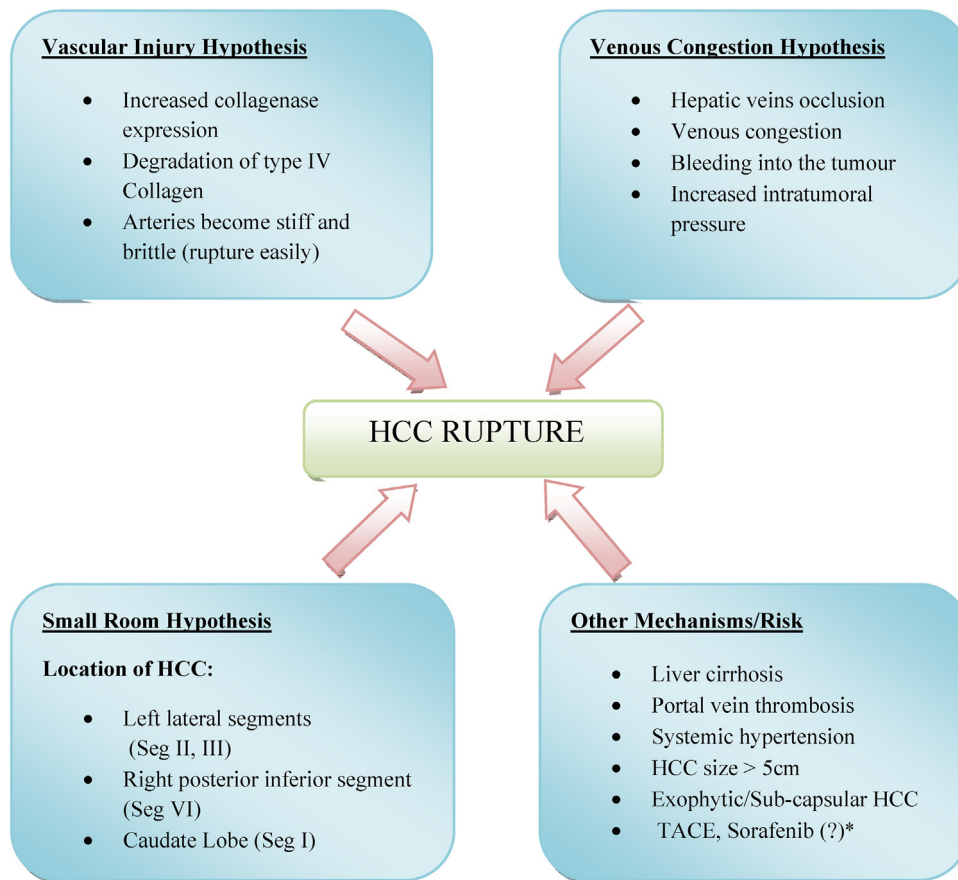 Vascular Injury Hypothesis
• Increased collagenase
expression
• Degradation of type IV
Collagen
• Arteries become stiff and
brittle (rupture easily)
Venous Congestion Hypothesis
• Hepatic veins occlusion
• Venous congestion
• Bleeding into the tumour
• Increased intratumoral
pressure
HCC RUPTURE
Small Room Hypothesis
Location of HCC:
• Left lateral segments
(Seg II, III)
• Right posterior inferior segment
(Seg VI)
• Caudate Lobe (Seg I)
Other Mechanisms/Risk
• Liver cirrhosis
• Portal vein thrombosis
• Systemic hypertension
• HCC size > 5cm
• Exophytic/Sub-capsular HCC
• TACE, Sorafenib (?)*